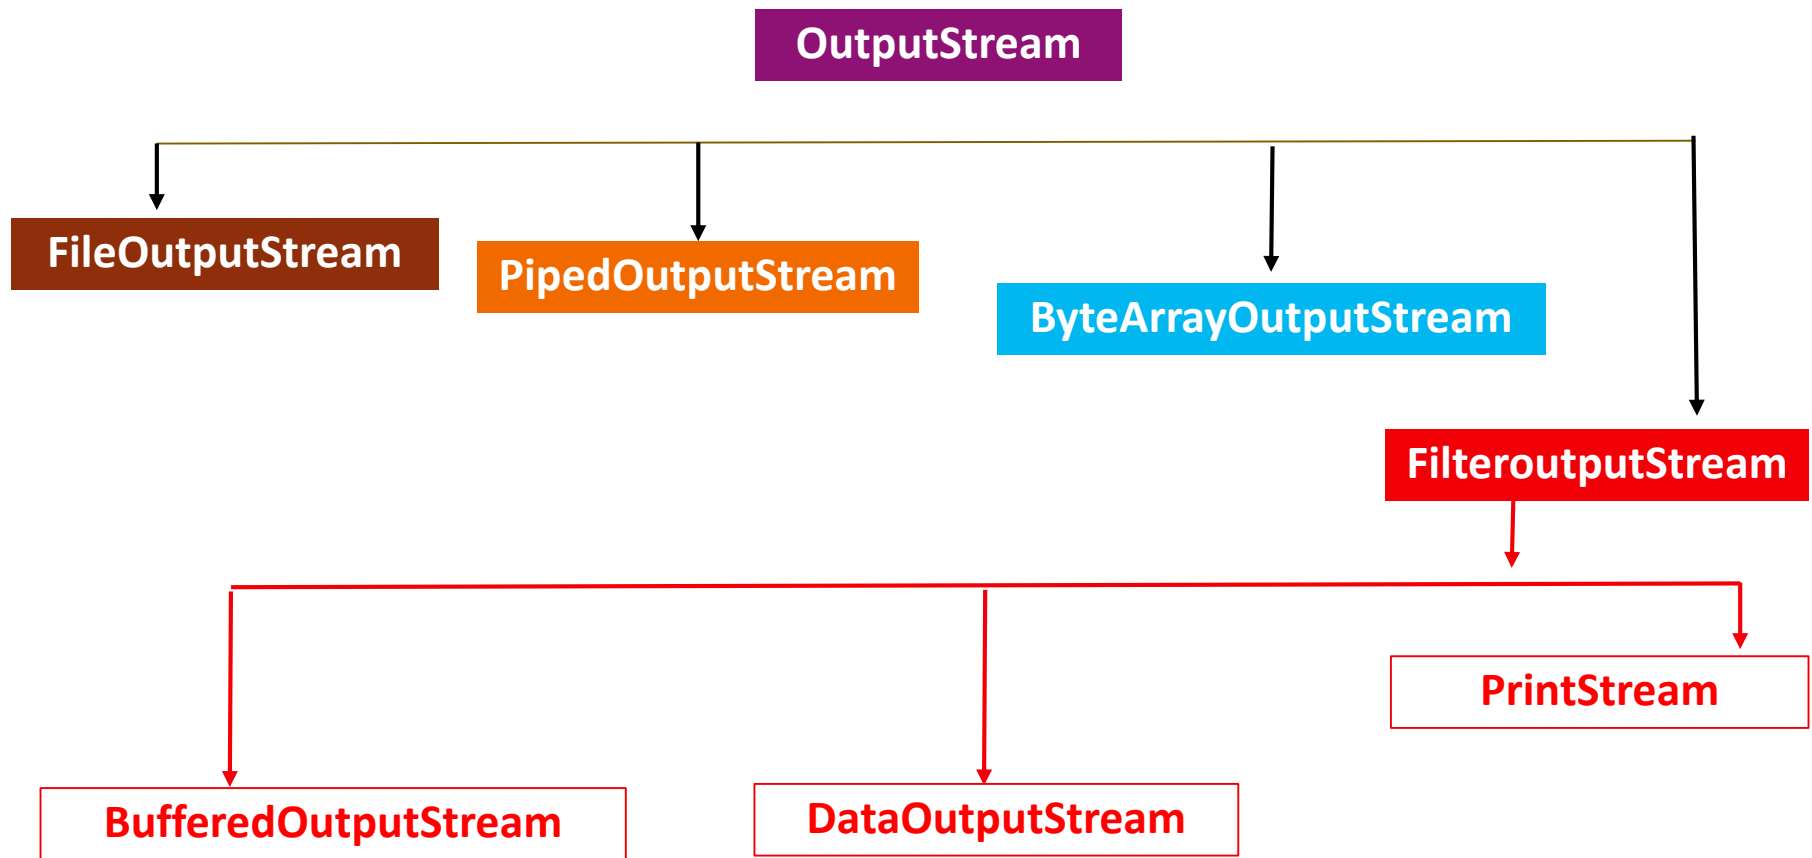 OutputStream
FileOutputStream
PipedOutputStream
ByteArrayOutputStream
FilteroutputStream
PrintStream
BufferedOutputStream
DataOutputStream